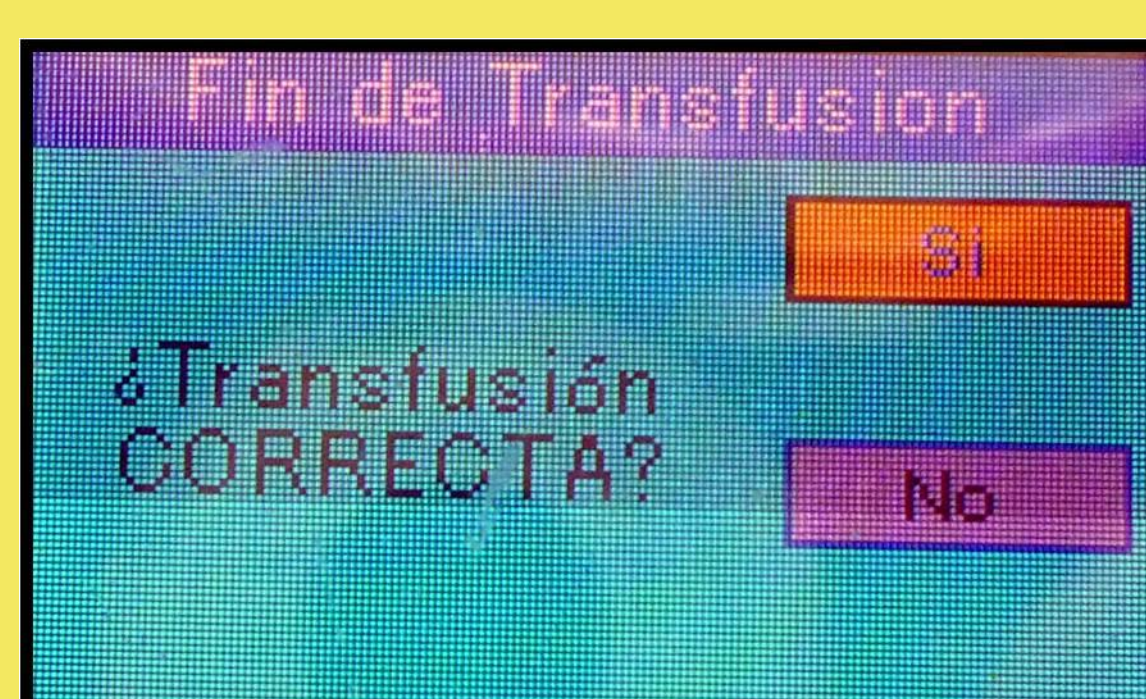 Fin de Transfusion
Si
¿Transfusión
CORRECTA?
No